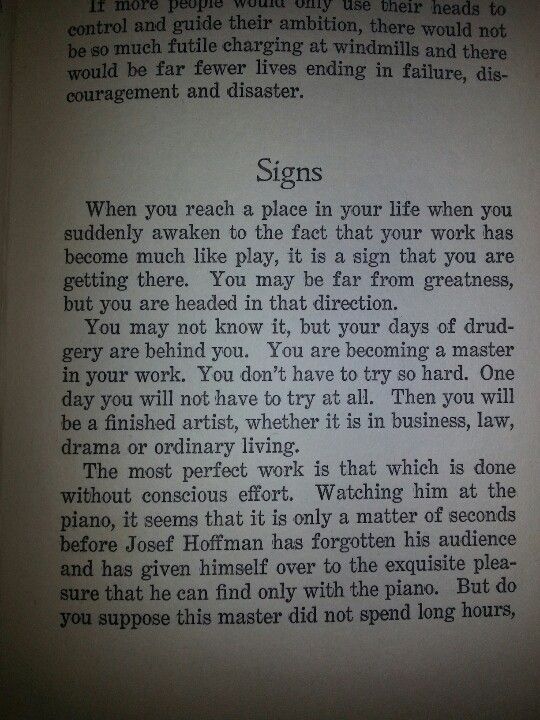 If more people would only use their heads to
control and guide their ambition, there would not
be so much futile charging at windmills and there
would be far fewer lives ending in failure, dis-
couragement and disaster.
Signs
When you reach a place in your life when you
suddenly awaken to the fact that your work has
become much like play, it is a sign that you are
getting there. You may be far from greatness,
but you are headed in that direction.
You may not know it, but your days of drud-
gery are behind you. You are becoming a master
in your work. You don't have to try so hard. One
day you will not have to try at all. Then you will
be a finished artist, whether it is in business, law,
drama or ordinary living.
The most perfect work is that which is done
without conscious effort. Watching him at the
piano, it seems that it is only a matter of seconds
before Josef Hoffman has forgotten his audience
and has given himself over to the exquisite plea-
sure that he can find only with the piano. But do
you suppose this master did not spend long hours,